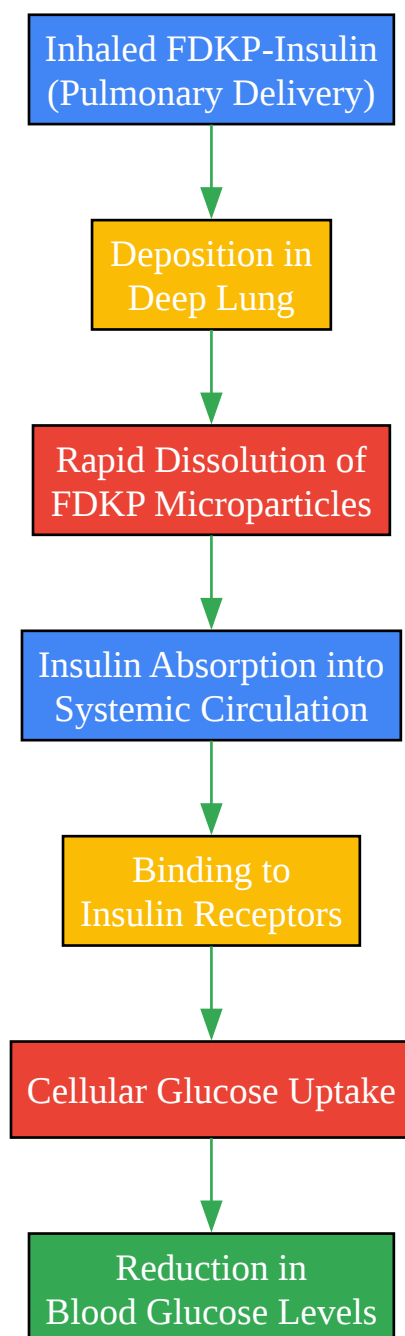 Inhaled FDKP-Insulin
(Pulmonary Delivery)
Deposition in
Deep Lung
Rapid Dissolution of
FDKP Microparticles
Insulin Absorption into
Systemic Circulation
Binding to
Insulin Receptors
Cellular Glucose Uptake
Reduction in
Blood Glucose Levels